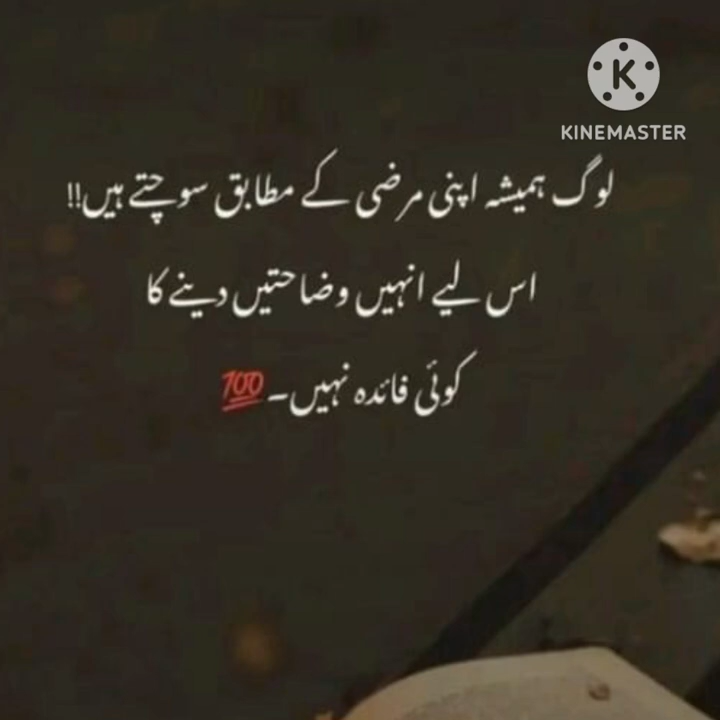 KINEMASTER
لوگ ہمیشہ اپنی مرضی کے مطابق سوچتے ہیں!!
اس لیے انہیں وضاحتیں دینے کا
کوئی فائدہ نہیں۔ 💯